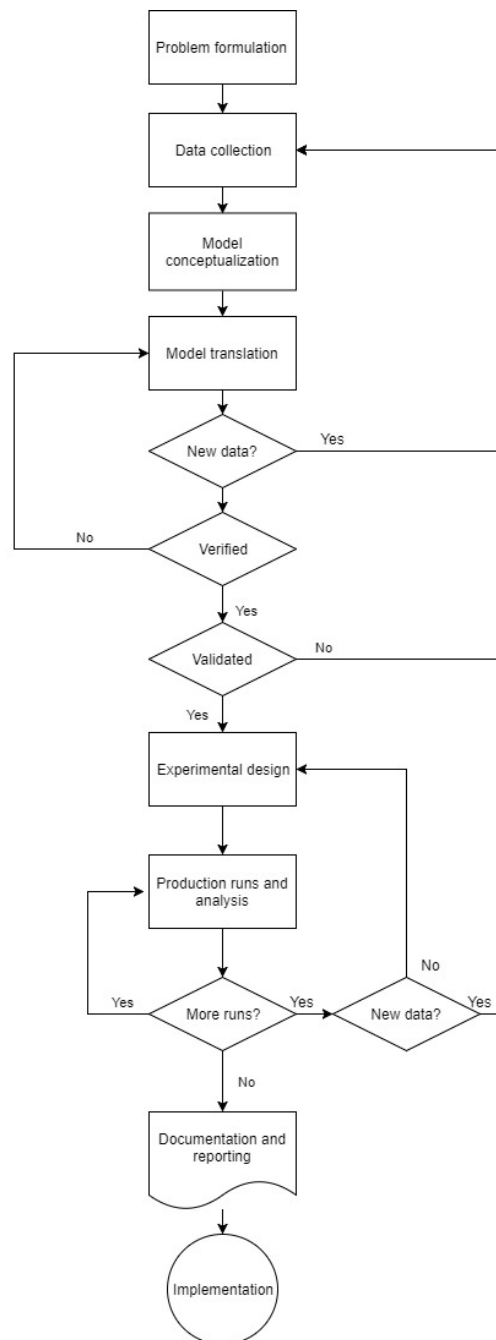 Problem formulation
Data collection
Model
conceptualization
Model translation
New data?
Yes
No
Verified
Yes
Validated
No
Yes
Experimental design
Production runs and
analysis
No
Yes
More runs?
Yes
New data?
Yes
No
Documentation and
reporting
Implementation